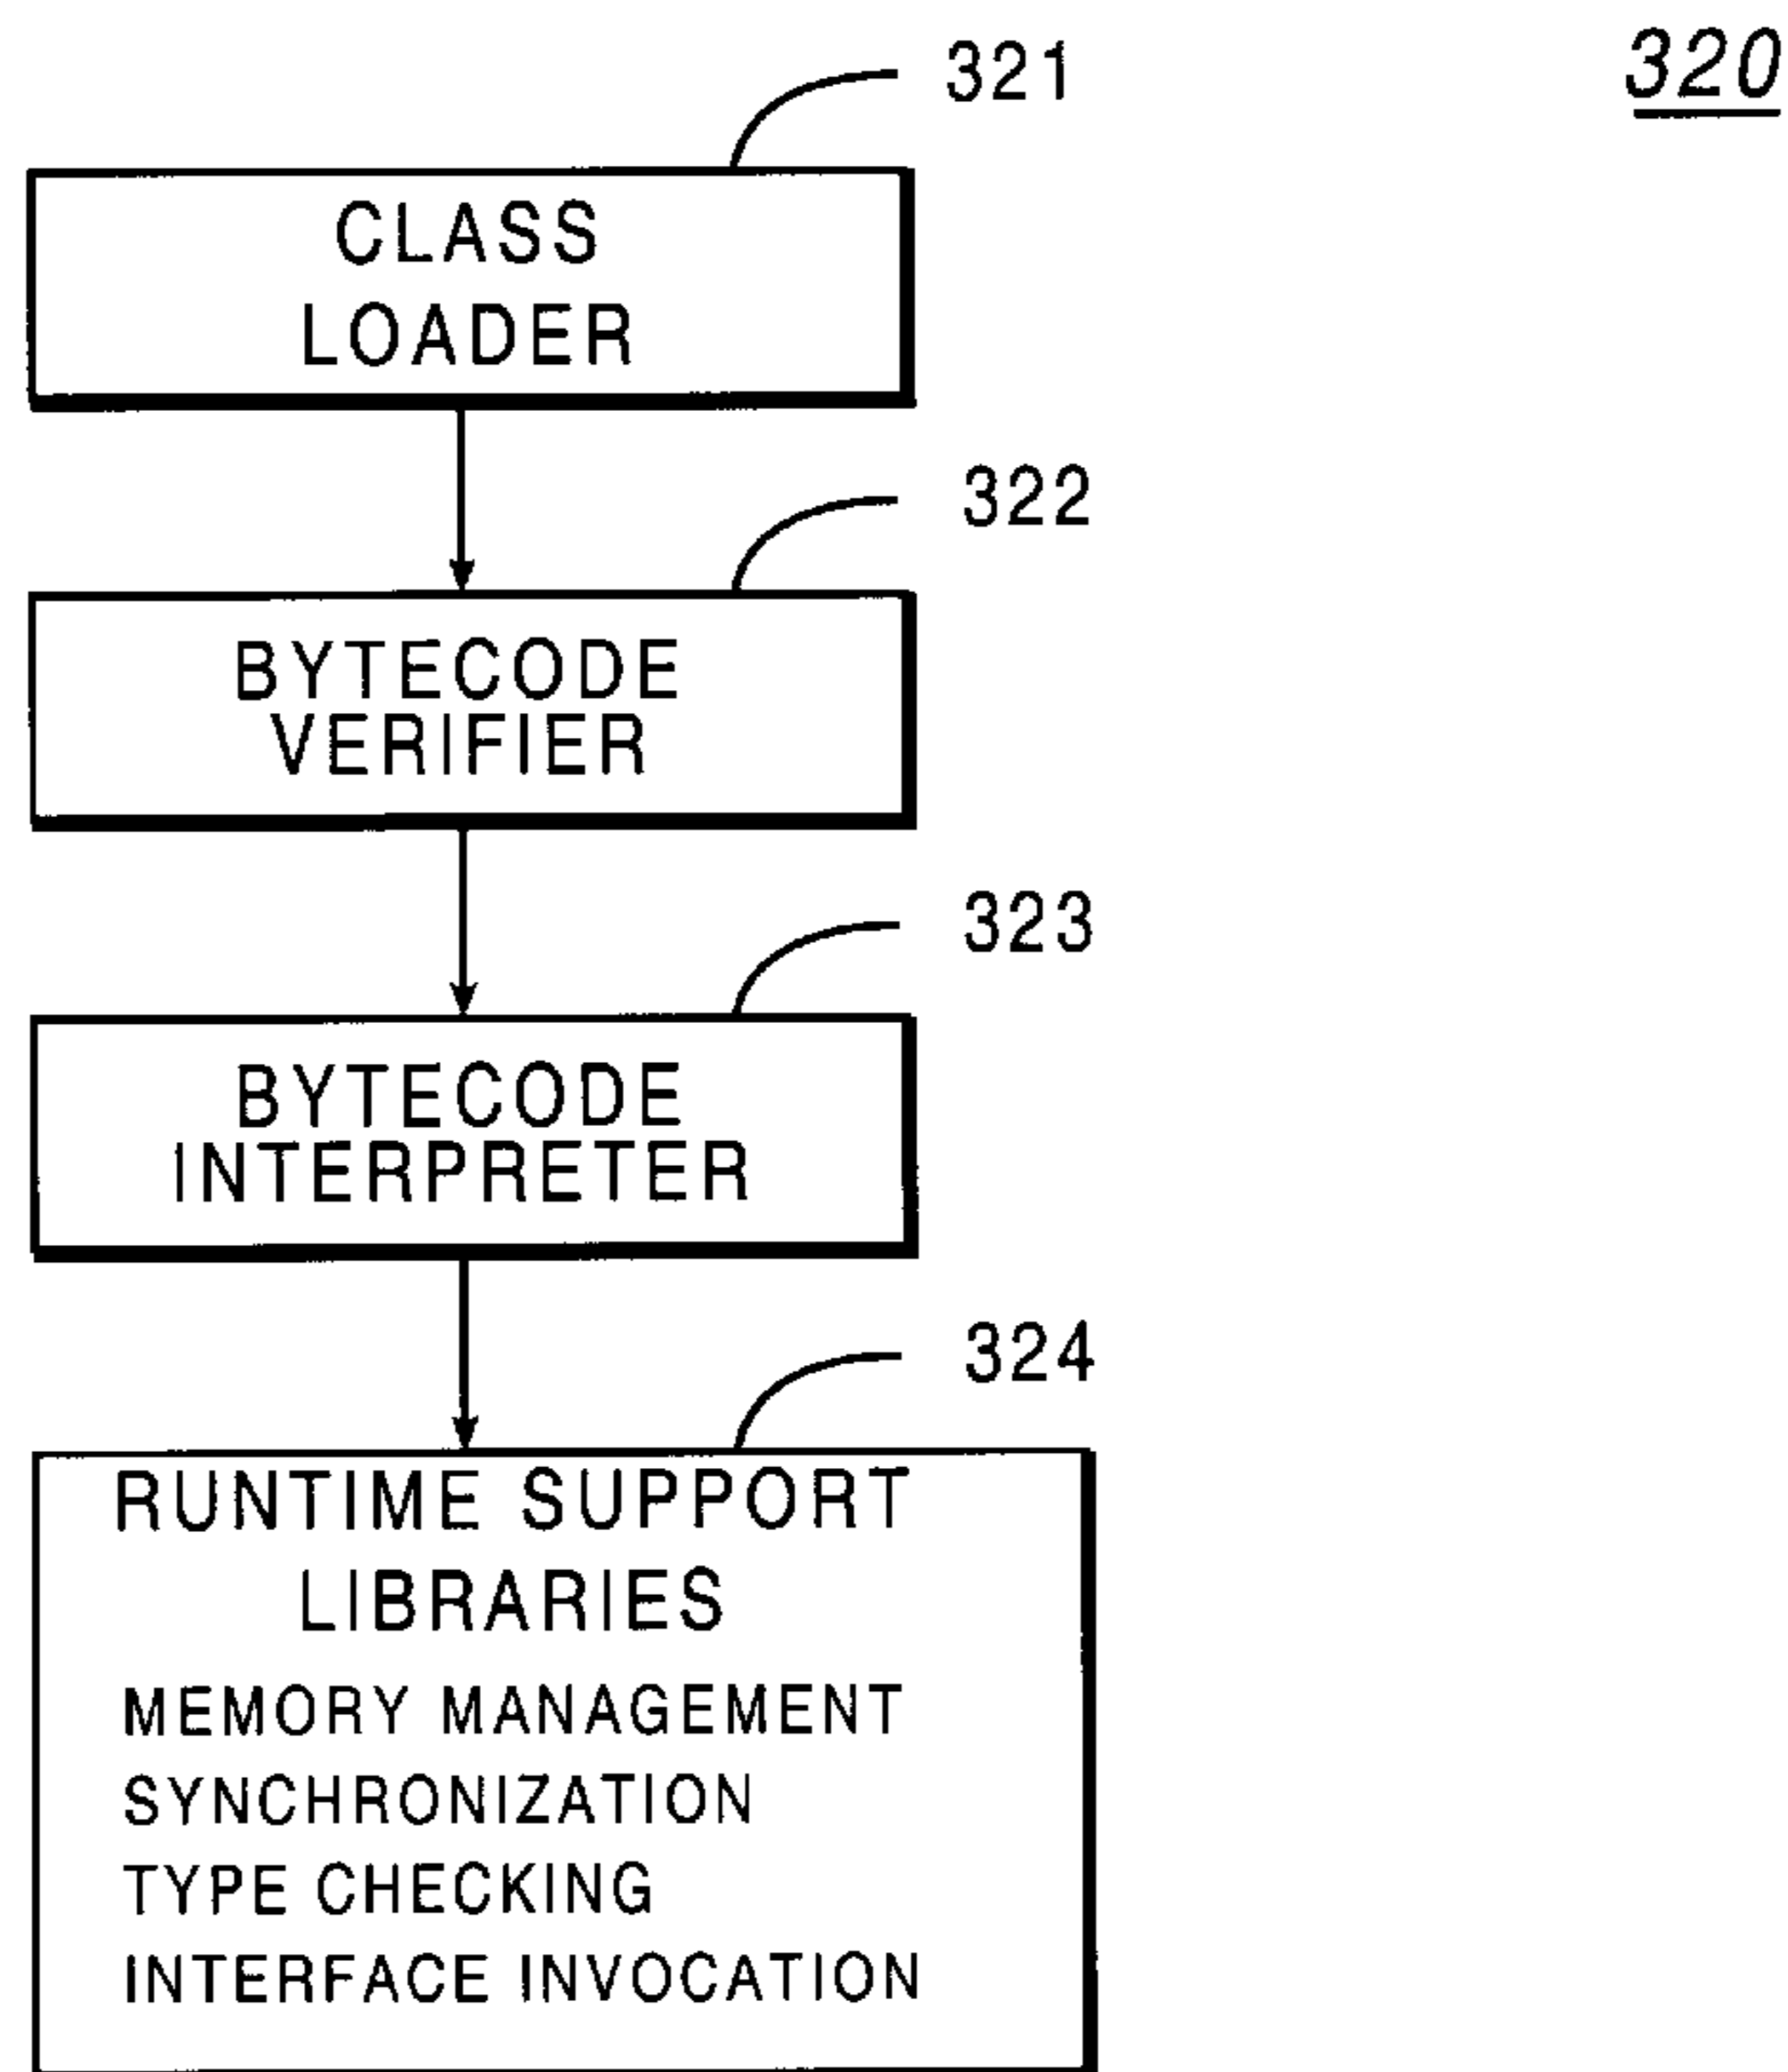 321
320
CLASS
LOADER
322
BYTECODE
VERIFIER
323
BYTECODE
INTERPRETER
324
RUNTIME SUPPORT
LIBRARIES
MEMORY MANAGEMENT
SYNCHRONIZATION
TYPE CHECKING
INTERFACE INVOCATION